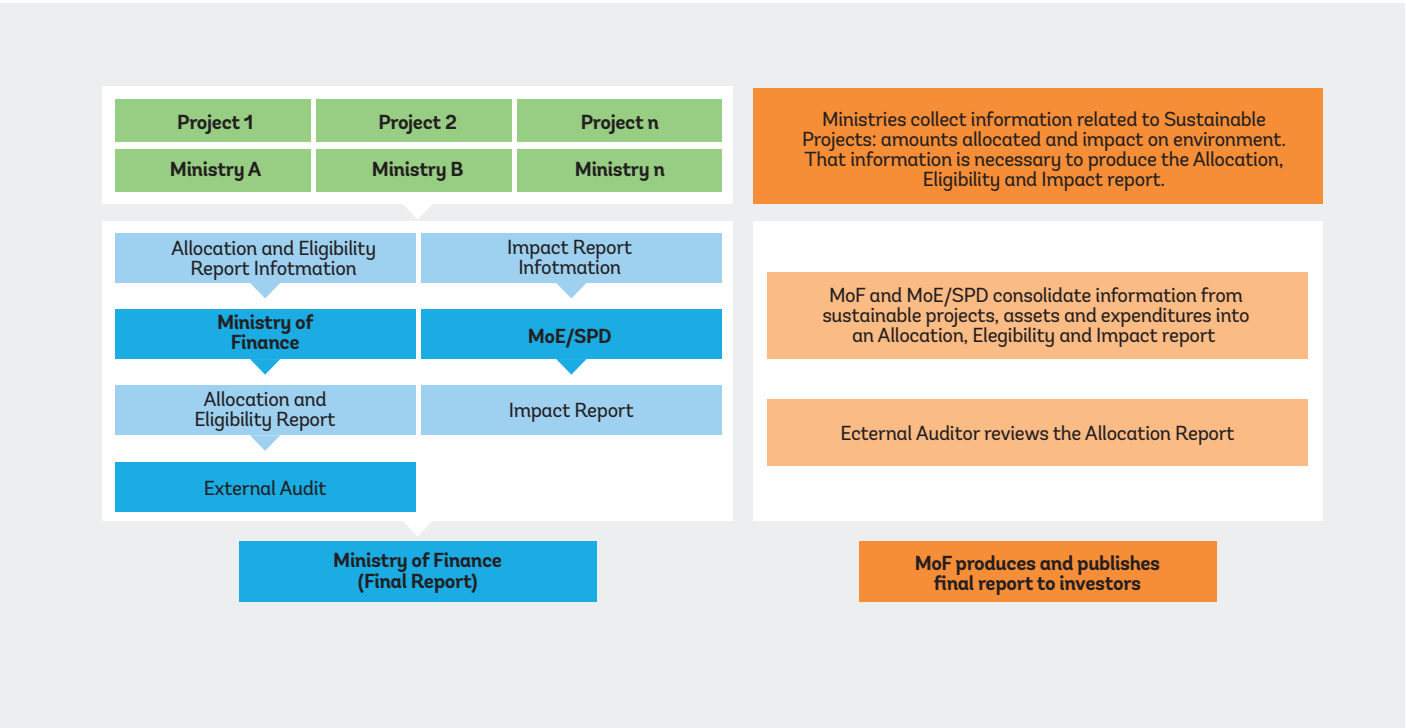 Project 1
Project 2
Project n
Ministry A
Ministry B
Ministry n
Ministries collect information related to Sustainable
Projects: amounts allocated and impact on environment.
That information is necessary to produce the Allocation,
Eligibility and Impact report.
Allocation and Eligibility
Report Infotmation
Impact Report
Infotmation
Ministry of
Finance
MoE/SPD
Allocation and
Eligibility Report
Impact Report
External Audit
MoF and MoE/SPD consolidate information from
sustainable projects, assets and expenditures into
an Allocation, Elegibility and Impact report
Ecternal Auditor reviews the Allocation Report
Ministry of Finance
(Final Report)
MoF produces and publishes
final report to investors